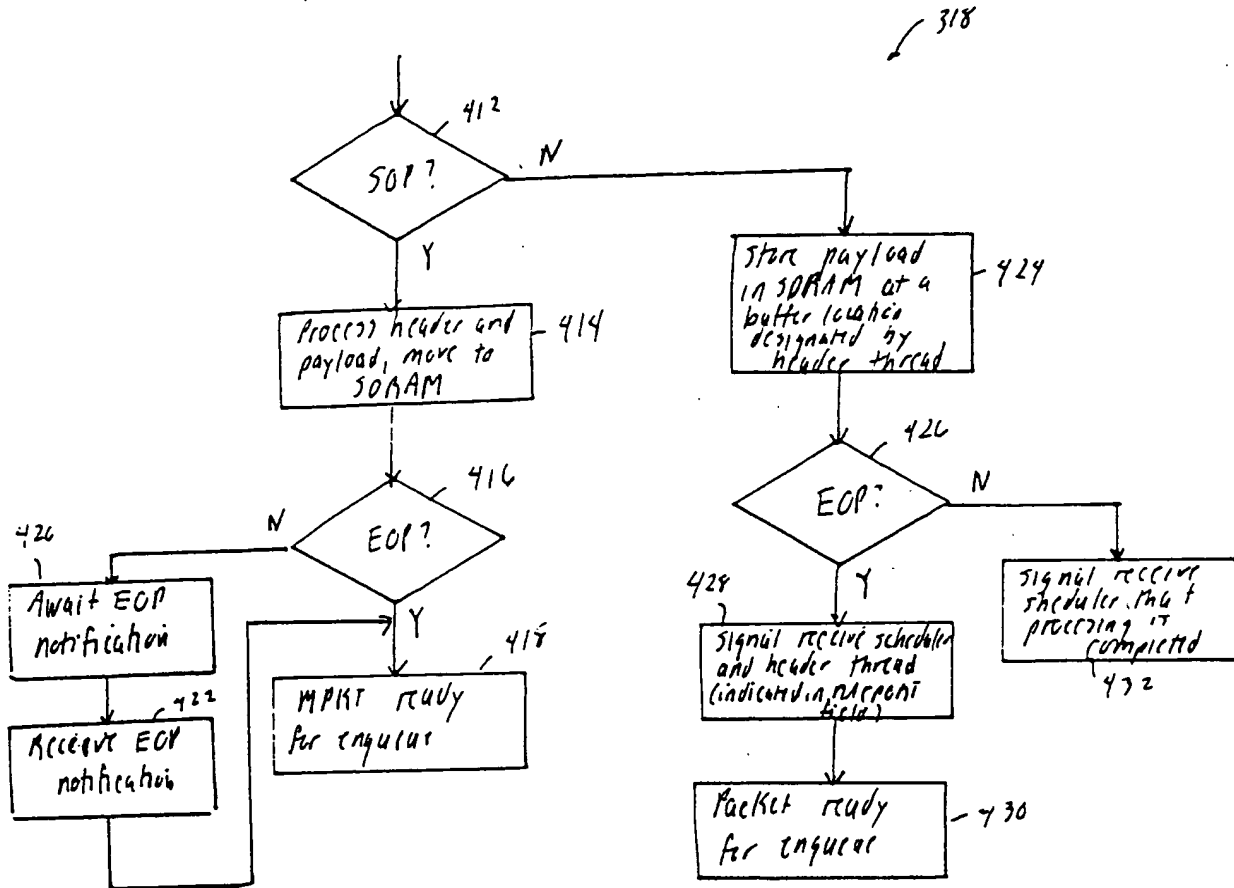 318
412
SOP?
N
Y
Process header and
payload, move to
SDRAM
414
store payload
in SDRAM at a
buffer location
designated by
header thread
424
416
EOP?
N
Y
426
EOP?
N
Y
420
Await EOP
notification
422
Receive EOP
notification
418
MPKT ready
for enqueue
428
signal receive scheduler
and header thread
(indicated in
field)
signal receive
sheduler that
processing is
completed
432
Packet ready
for enqueue
430